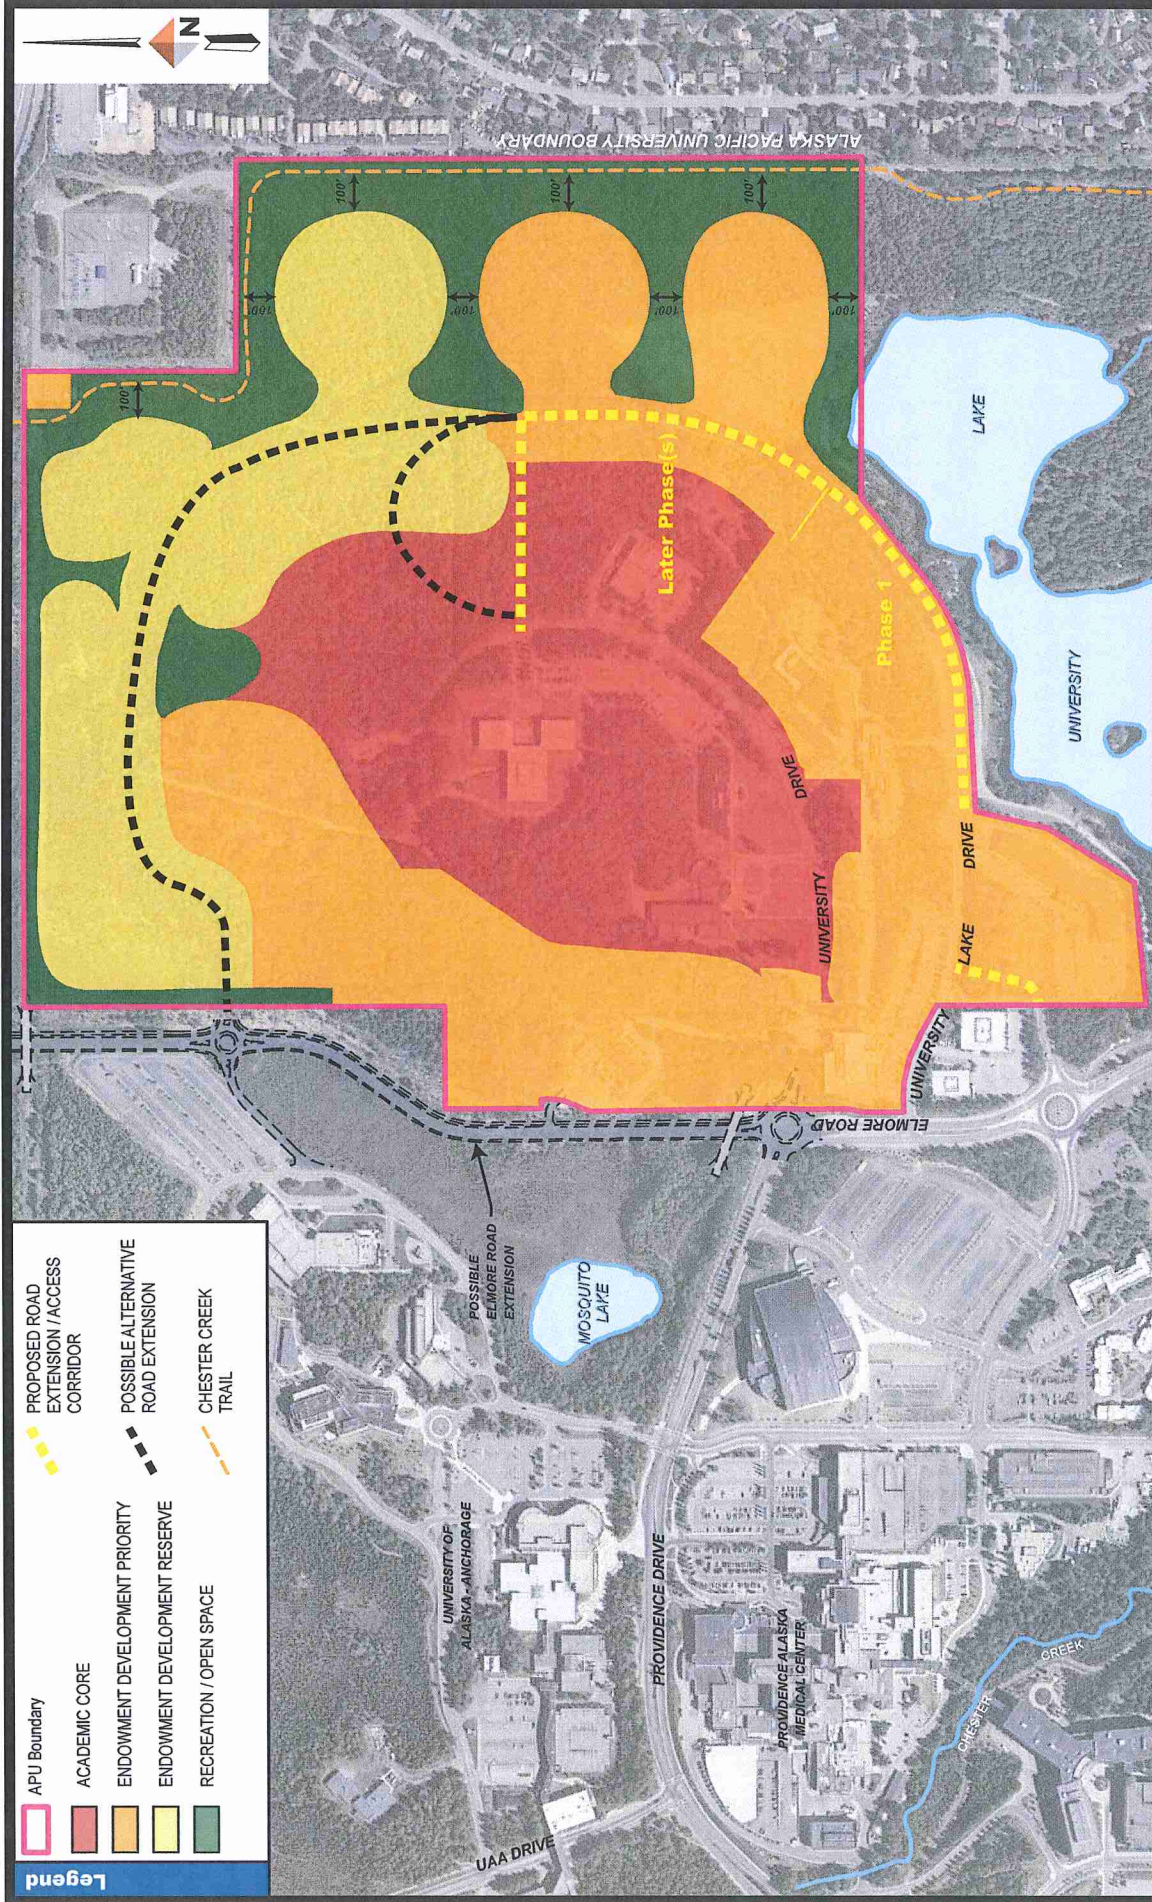 Legend
APU Boundary
ACADEMIC CORE
ENDOWMENT DEVELOPMENT PRIORITY
ENDOWMENT DEVELOPMENT RESERVE
RECREATION / OPEN SPACE
PROPOSED ROAD
EXTENSION / ACCESS
CORRIDOR
POSSIBLE ALTERNATIVE
ROAD EXTENSION
CHESTER CREEK
TRAIL
N
UAA DRIVE
UNIVERSITY OF
ALASKA - ANCHORAGE
PROVIDENCE DRIVE
PROVIDENCE ALASKA
MEDICAL CENTER
CHESTER
CREEK
POSSIBLE
ELMORE ROAD
EXTENSION
MOSQUITO
LAKE
ELMORE ROAD
UNIVERSITY
LAKE
DRIVE
UNIVERSITY
DRIVE
Phase 1
Later Phase(s)
UNIVERSITY
LAKE
100'
100'
100'
100'
100'
100'
100'
100'
ALASKA PACIFIC UNIVERSITY BOUNDARY